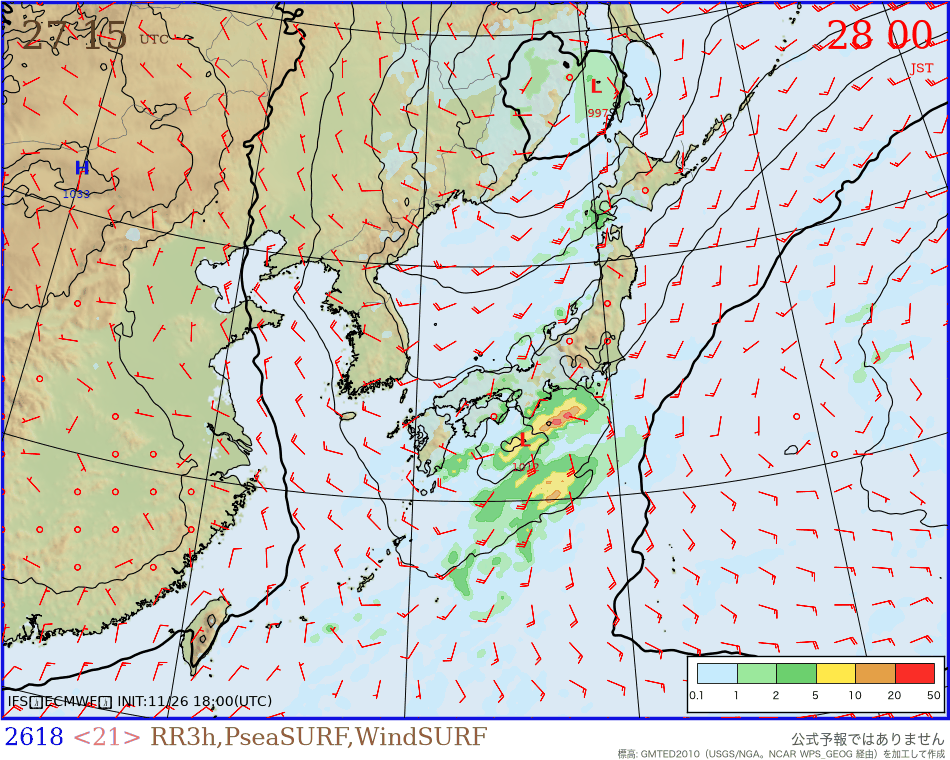 27 15 UTC
28 00
JST
L
997
H
1033
L
1012
IFS[]ECMWF[] INIT:11/26 18:00(UTC)
0.1 1 2 5 10 20 50
2618 <21> RR3h,PseaSURF,WindSURF
公式予報ではありません
標高: GMTED2010（USGS/NGA。NCAR WPS_GEOG 経由）を加工して作成